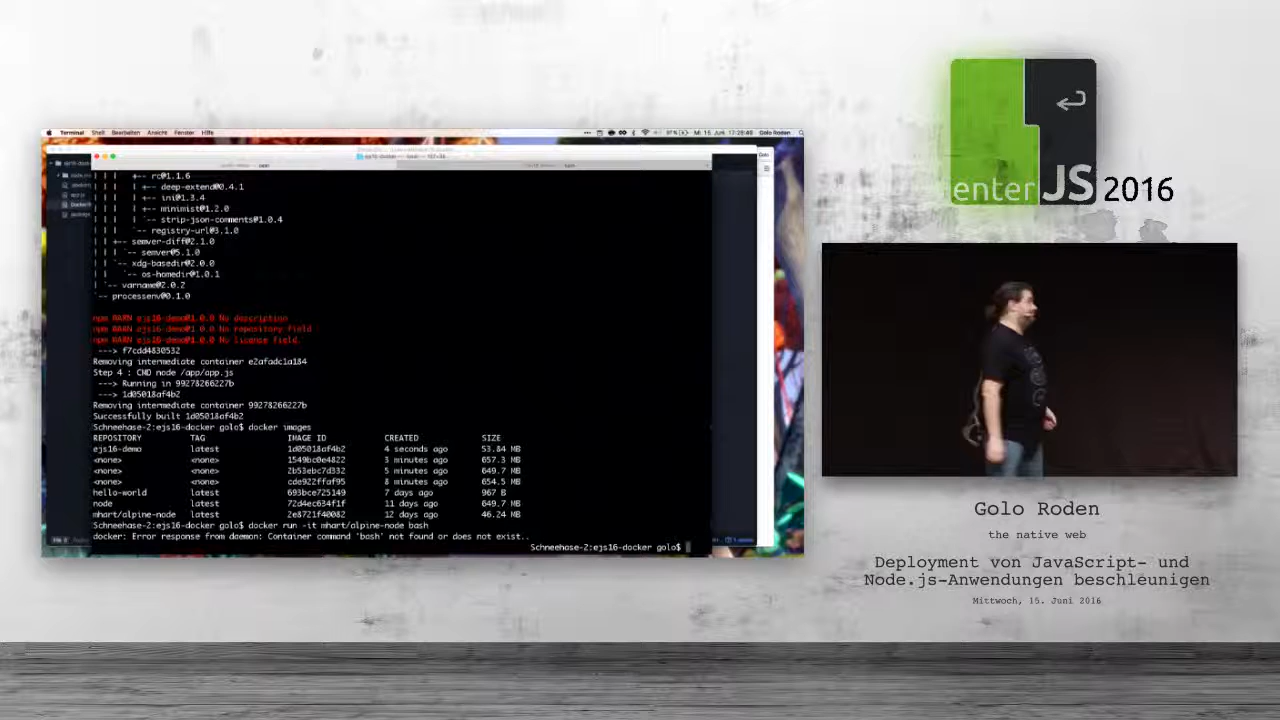 Terminal Shell Bearbeiten Ansicht Fenster Hilfe
Golo Roden
| | | +-- rc@1.1.6
| | | +-- deep-extend@0.4.1
| | | +-- ini@1.3.4
| | | +-- minimist@1.2.0
| | | `-- strip-json-comments@1.0.4
| | | `-- registry-url@3.1.0
| | +-- semver-diff@2.1.0
| | | `-- semver@5.1.0
| | `-- xdg-basedir@2.0.0
| | `-- os-homedir@1.0.1
| `-- varname@2.0.2
`-- processenv@0.1.0
npm WARN ejs16-demo@1.0.0 No description
npm WARN ejs16-demo@1.0.0 No repository field
npm WARN ejs16-demo@1.0.0 No license field.
---> f7cdd4830532
Removing intermediate container e2afadc1a184
Step 4 : CMD node /app/app.js
---> Running in 99278266227b
---> 1d05018af4b2
Removing intermediate container 99278266227b
Successfully built 1d05018af4b2
Schneehase-2:ejs16-docker golo$ docker images
REPOSITORY TAG IMAGE ID CREATED SIZE
ejs16-demo latest 1d05018af4b2 4 seconds ago 53.84 MB
<none> <none> 1549bc0e4822 3 minutes ago 657.3 MB
<none> <none> 2b53ebc7d332 5 minutes ago 649.7 MB
<none> <none> cde922ffaf95 8 minutes ago 654.5 MB
hello-world latest 693bce725149 7 days ago 967 B
node latest 72d4ec634f1f 11 days ago 649.7 MB
mhart/alpine-node latest 2e8721f40082 12 days ago 46.24 MB
Schneehase-2:ejs16-docker golo$ docker run -it mhart/alpine-node bash
docker: Error response from daemon: Container command 'bash' not found or does not exist..
Schneehase-2:ejs16-docker golo$
enterJS 2016
Golo Roden
the native web
Deployment von JavaScript- und
Node.js-Anwendungen beschleunigen
Mittwoch, 15. Juni 2016